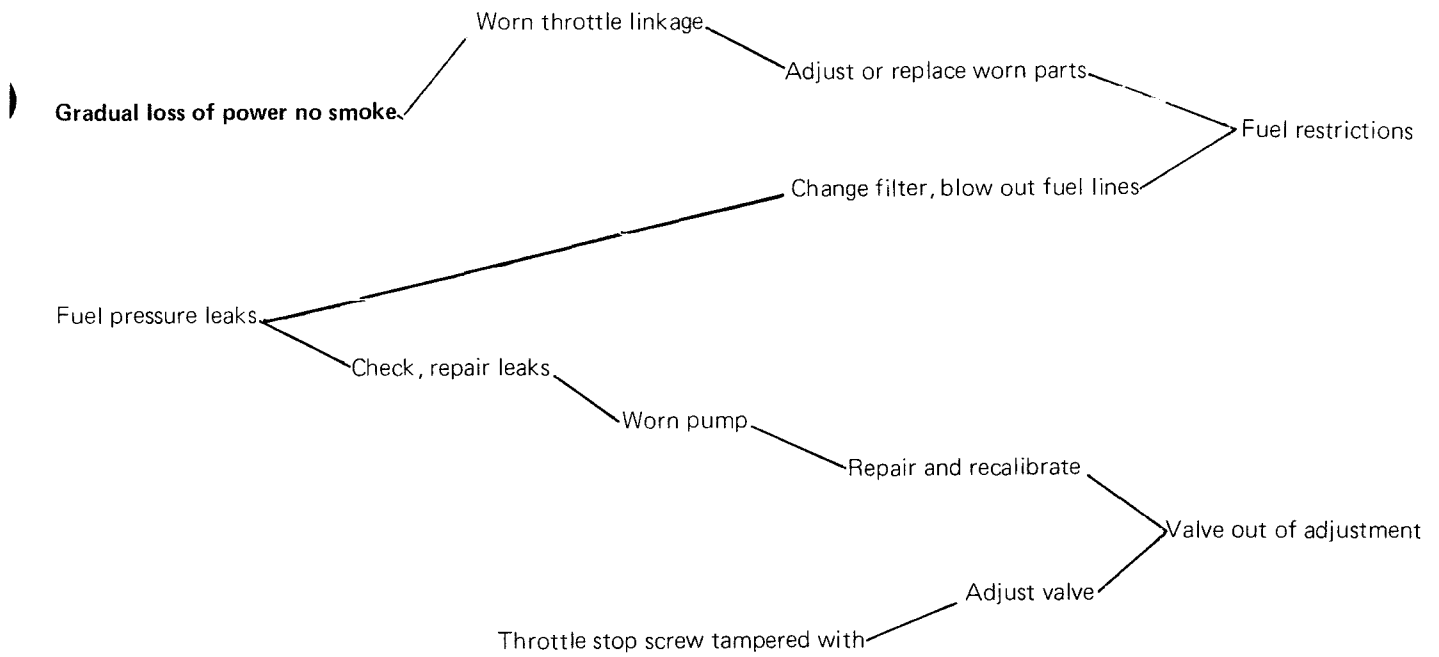 Worn throttle linkage
Adjust or replace worn parts
Gradual loss of power no smoke
Fuel restrictions
Change filter, blow out fuel lines
Fuel pressure leaks
Check, repair leaks
Worn pump
Repair and recalibrate
Valve out of adjustment
Adjust valve
Throttle stop screw tampered with